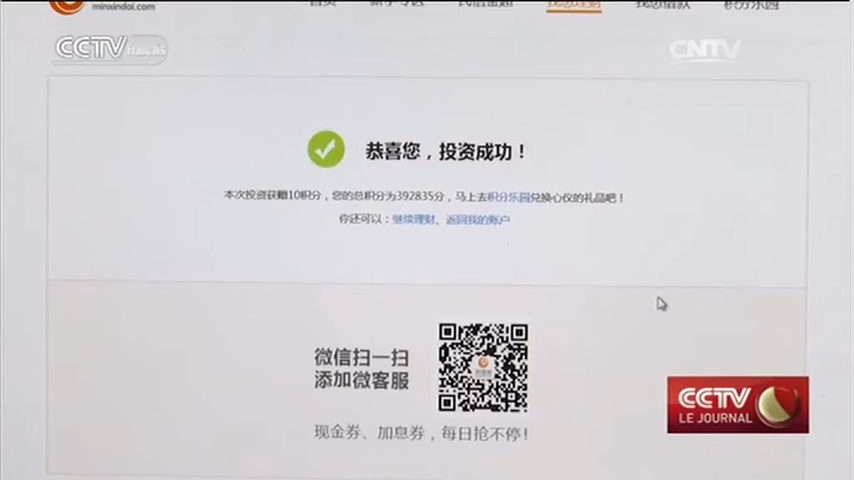 minxindai.com
CCTV
CNTV
恭喜您，投资成功！
本次投资获赠10积分，您的总积分为392835分，马上去积分乐园兑换心仪的礼品吧！
你还可以：继续理财、返回我的账户
微信扫一扫
添加微客服
现金券、加息券，每日抢不停！
CCTV
LE JOURNAL